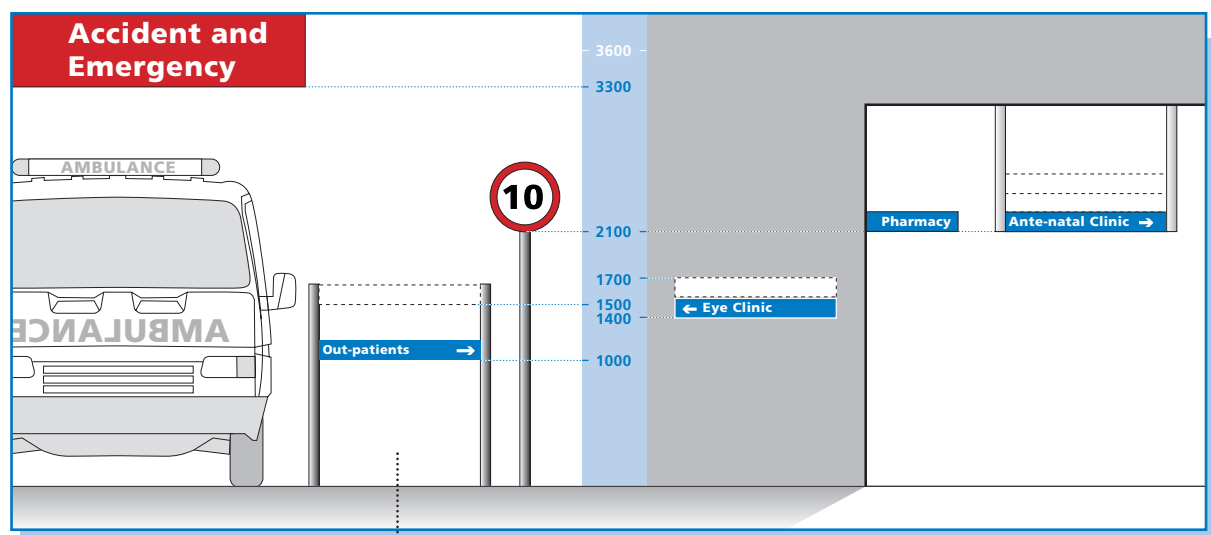 Accident and
Emergency
3600
3300
AMBULANCE
10
Pharmacy
Ante-natal Clinic →
2100
1700
← Eye Clinic
1500
1400
AMBULANCE
Out-patients →
1000